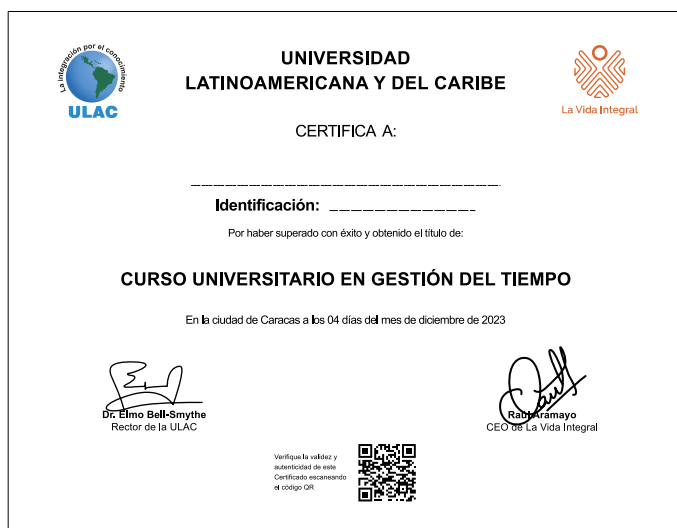 La integración por el conocimiento
ULAC
UNIVERSIDAD
LATINOAMERICANA Y DEL CARIBE
La Vida Integral
CERTIFICA A:
Identificación:
Por haber superado con éxito y obtenido el título de:
CURSO UNIVERSITARIO EN GESTIÓN DEL TIEMPO
En la ciudad de Caracas a los 04 días del mes de diciembre de 2023
Dr. Elmo Bell-Smythe
Rector de la ULAC
Raúl Aramayo
CEO de La Vida Integral
Verifique la validez y
autenticidad de este
Certificado escaneando
el código QR